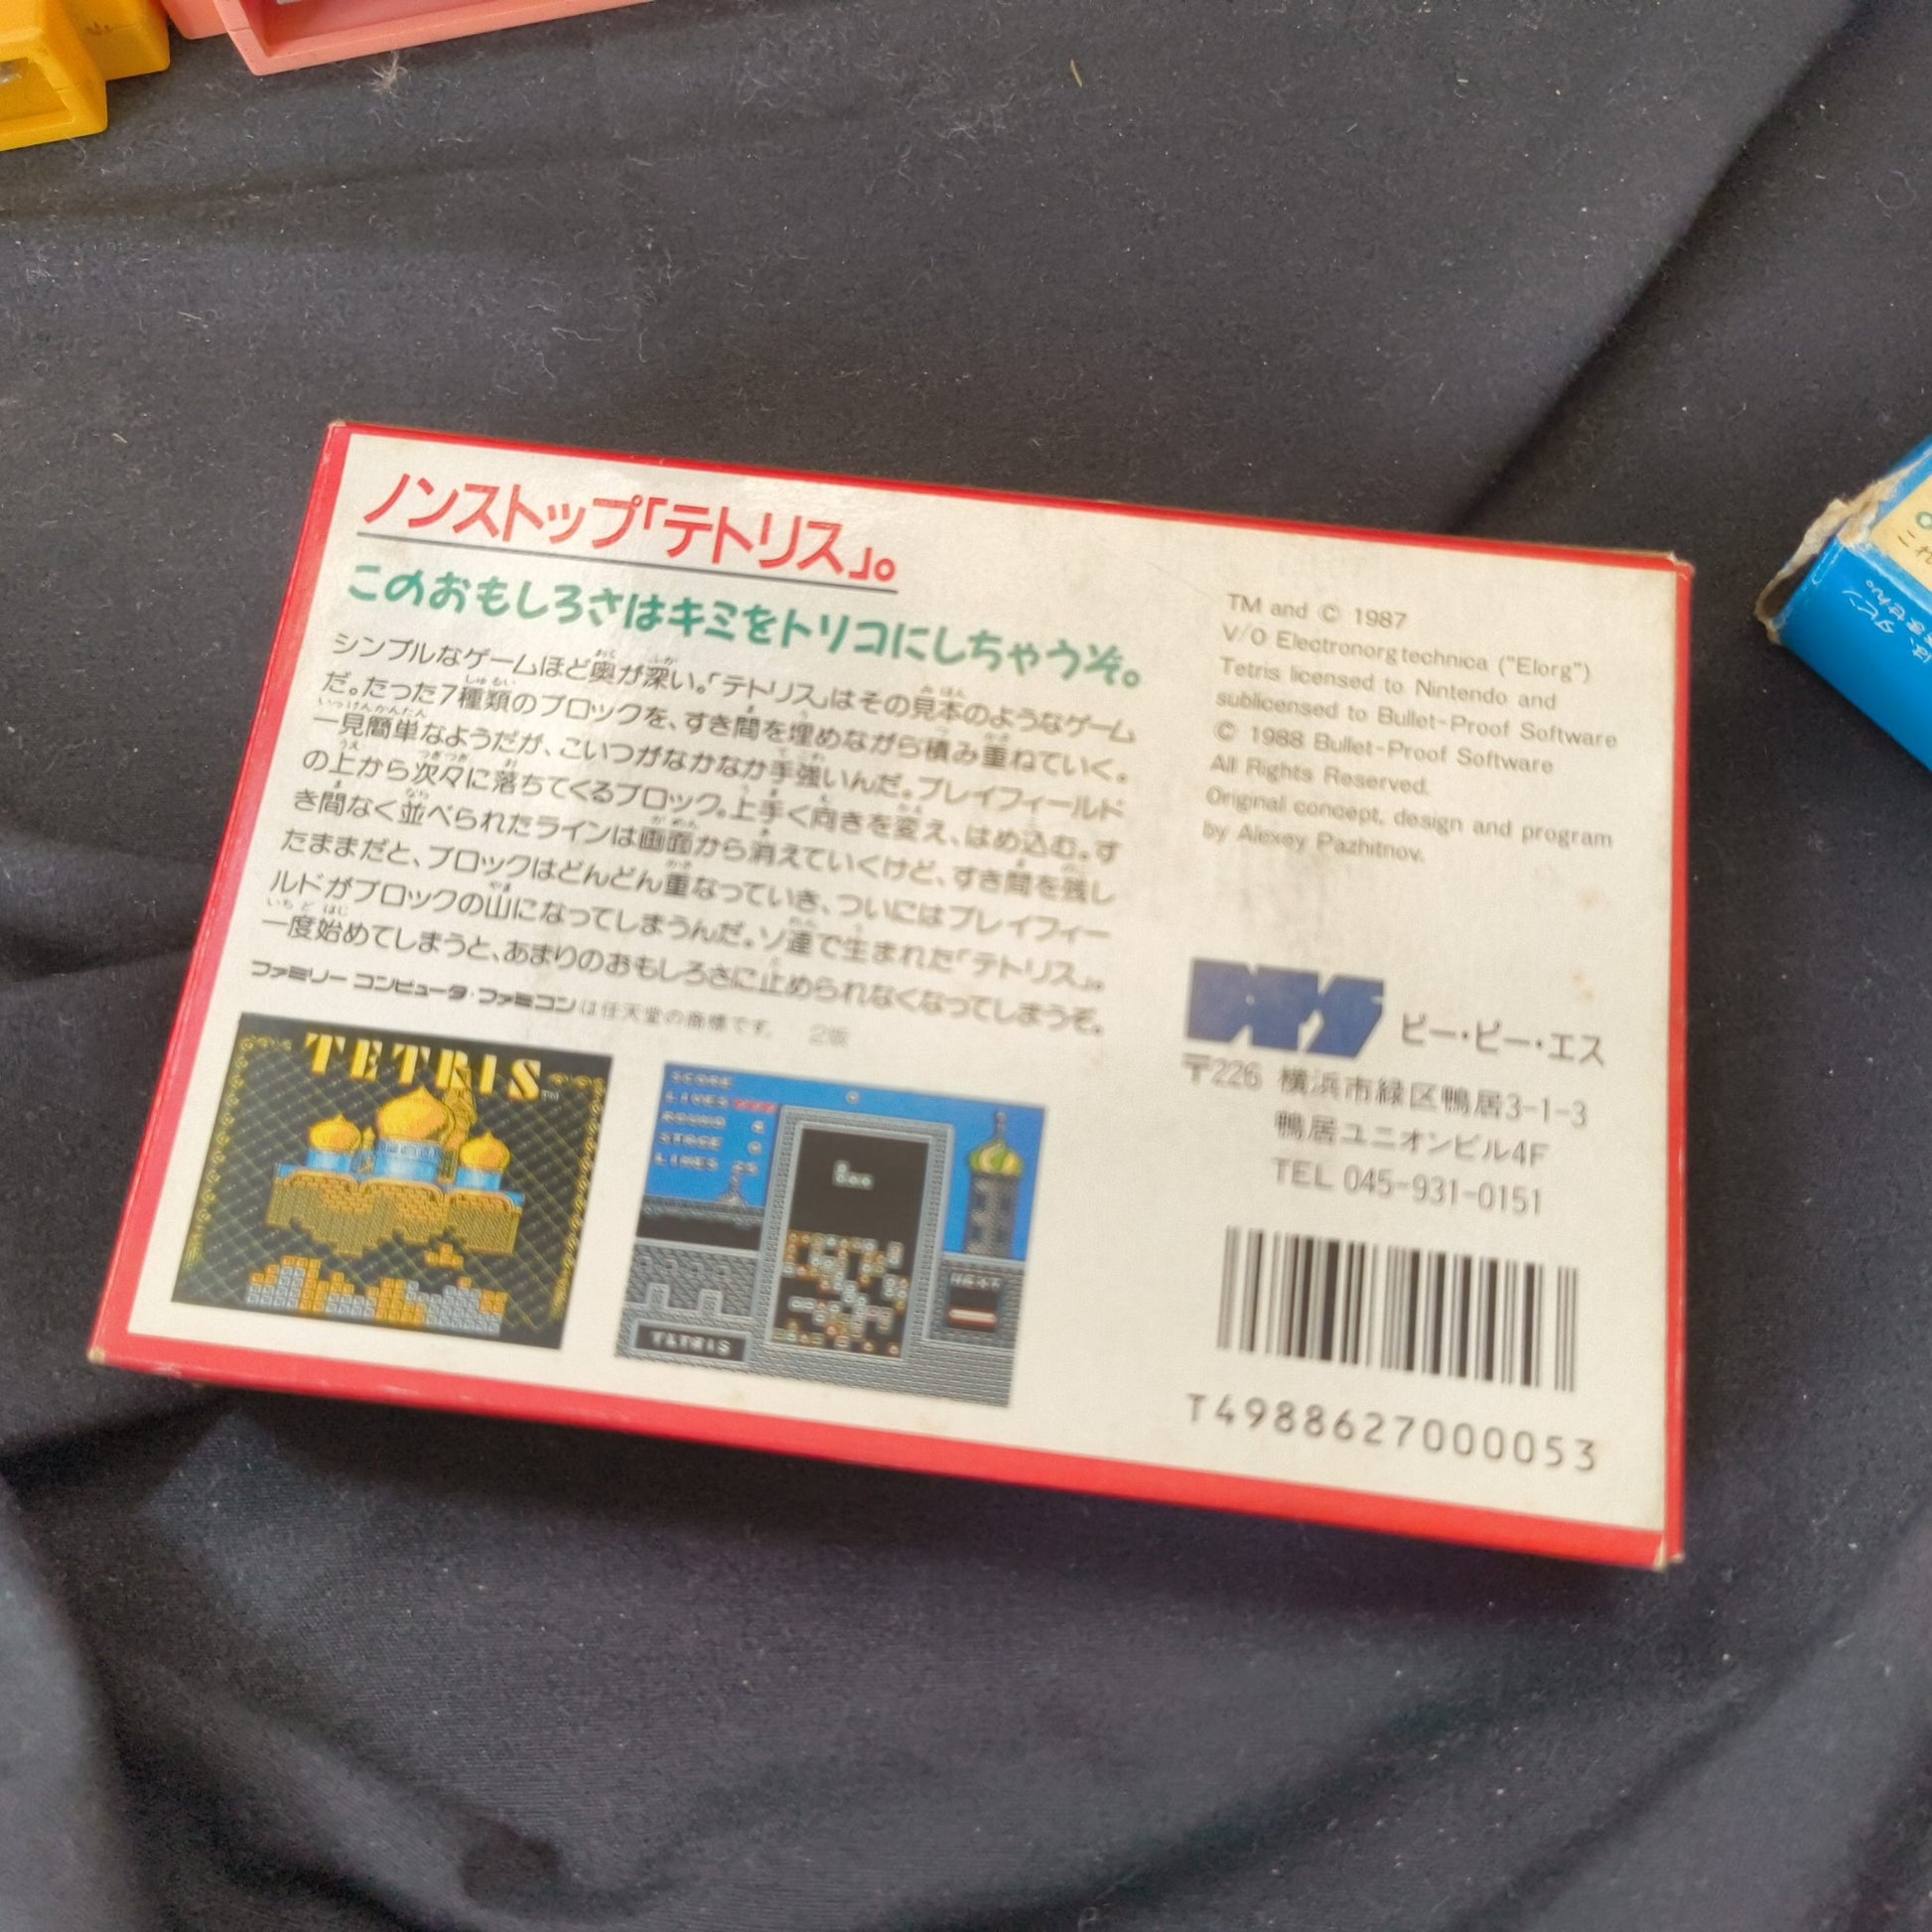 ノンストップ「テトリス」。
このおもしろさはキミをトリコにしちゃうぞ。
シンプルなゲームほど奥が深い。「テトリス」はその見本のようなゲーム
だ。たった7種類のブロックを、すき間を埋めながら積み重ねていく。
一見簡単なようだが、こいつがなかなか手強いんだ。プレイフィールド
の上から次々に落ちてくるブロック。上手く向きを変え、はめ込む。す
き間なく並べられたラインは画面から消えていくけど、すき間を残し
たままだと、ブロックはどんどん重なっていき、ついにはプレイフィー
ルドがブロックの山になってしまうんだ。ソ連で生まれた「テトリス」。
一度始めてしまうと、あまりのおもしろさに止められなくなってしまうぞ。
ファミリーコンピュータ・ファミコンは任天堂の商標です。 2版
TETRIS
SCORE 0
LINES
ROUND
STAGE 0
LINES 25
NEXT
TETRIS
TM and © 1987
V/O Electronorgtechnica ("Elorg")
Tetris licensed to Nintendo and
sublicensed to Bullet-Proof Software
© 1988 Bullet-Proof Software
All Rights Reserved.
Original concept, design and program
by Alexey Pazhitnov.
BPS ビー・ピー・エス
〒226 横浜市緑区鴨居3-1-3
鴨居ユニオンビル4F
TEL 045-931-0151
T4988627000053